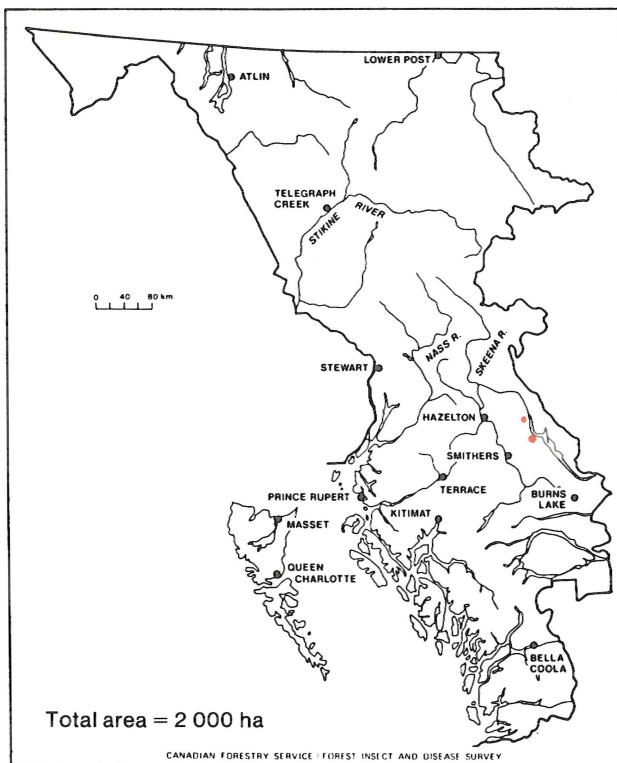 LOWER POST
ATLIN
TELEGRAPH
CREEK
STIKINE RIVER
0 40 80 km
NASS R.
SKEENA R.
STEWART
HAZELTON
SMITHERS
TERRACE
PRINCE RUPERT
KITIMAT
BURNS
LAKE
MASSET
QUEEN
CHARLOTTE
BELLA
COOLA
Total area = 2 000 ha
CANADIAN FORESTRY SERVICE / FOREST INSECT AND DISEASE SURVEY